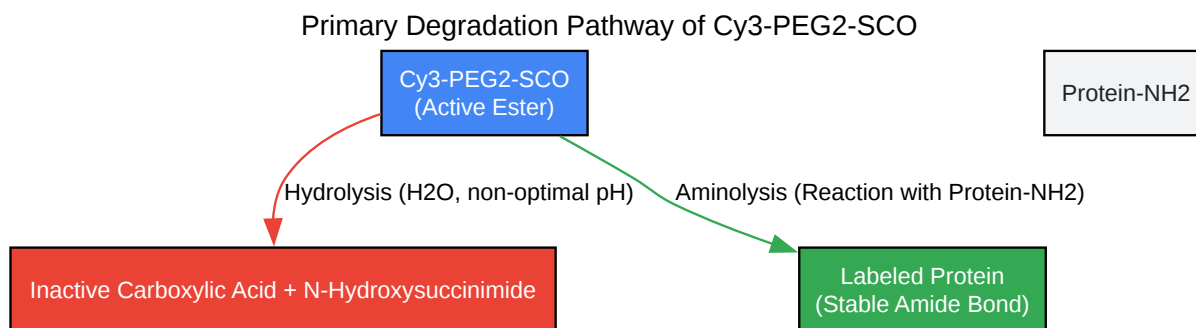 Primary Degradation Pathway of Cy3-PEG2-SCO
Cy3-PEG2-SCO
(Active Ester)
Protein-NH2
Hydrolysis (H2O, non-optimal pH)
Aminolysis (Reaction with Protein-NH2)
Inactive Carboxylic Acid + N-Hydroxysuccinimide
Labeled Protein
(Stable Amide Bond)